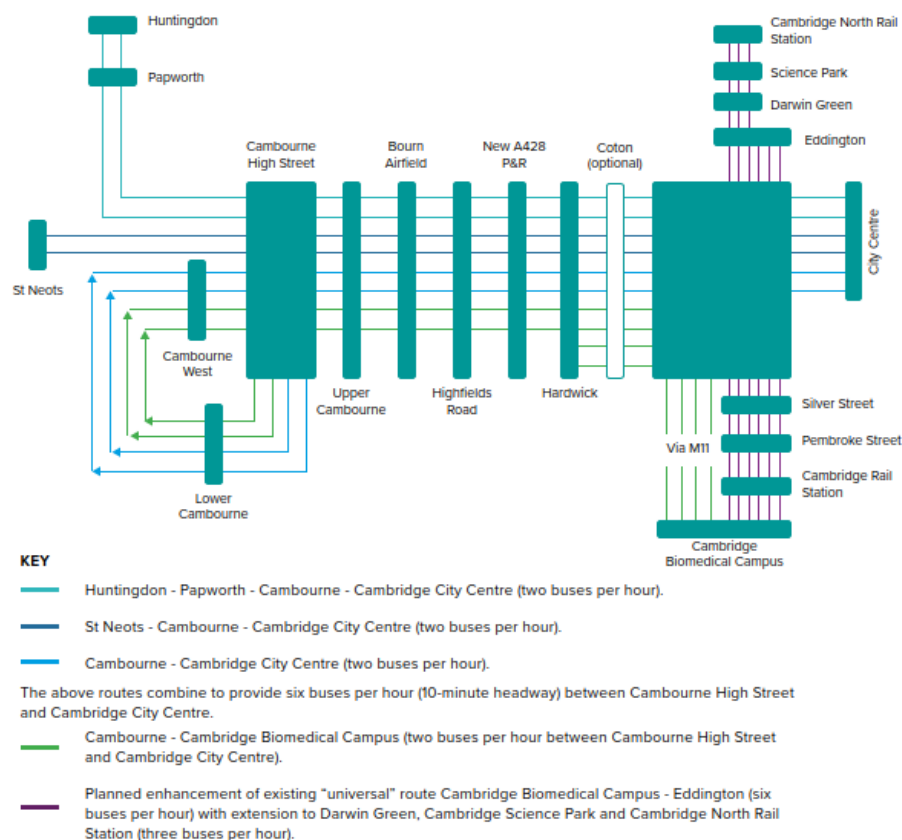 Huntingdon
Papworth
Cambridge North Rail
Station
Science Park
Darwin Green
Eddington
Cambourne
High Street
Bourn
Airfield
New A428
P&R
Coton
(optional)
City Centre
St Neots
Cambourne
West
Upper
Cambourne
Highfields
Road
Hardwick
Silver Street
Pembroke Street
Via M11
Cambridge Rail
Station
Lower
Cambourne
Cambridge
Biomedical Campus
KEY
Huntingdon - Papworth - Cambourne - Cambridge City Centre (two buses per hour).
St Neots - Cambourne - Cambridge City Centre (two buses per hour).
Cambourne - Cambridge City Centre (two buses per hour).
The above routes combine to provide six buses per hour (10-minute headway) between Cambourne High Street
and Cambridge City Centre.
Cambourne - Cambridge Biomedical Campus (two buses per hour between Cambourne High Street
and Cambridge City Centre).
Planned enhancement of existing “universal” route Cambridge Biomedical Campus - Eddington (six
buses per hour) with extension to Darwin Green, Cambridge Science Park and Cambridge North Rail
Station (three buses per hour).